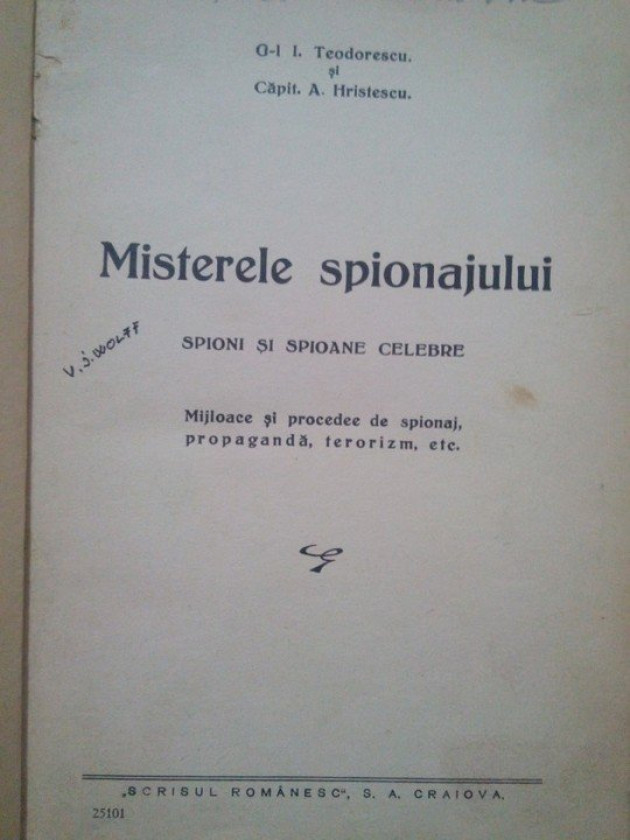 G-l I. Teodorescu.
și
Căpit. A. Hristescu.
Misterele spionajului
V. J. WOLFF
SPIONI ȘI SPIOANE CELEBRE
Mijloace și procedee de spionaj,
propagandă, terorizm, etc.
„SCRISUL ROMÂNESC“, S. A. CRAIOVA.
25101